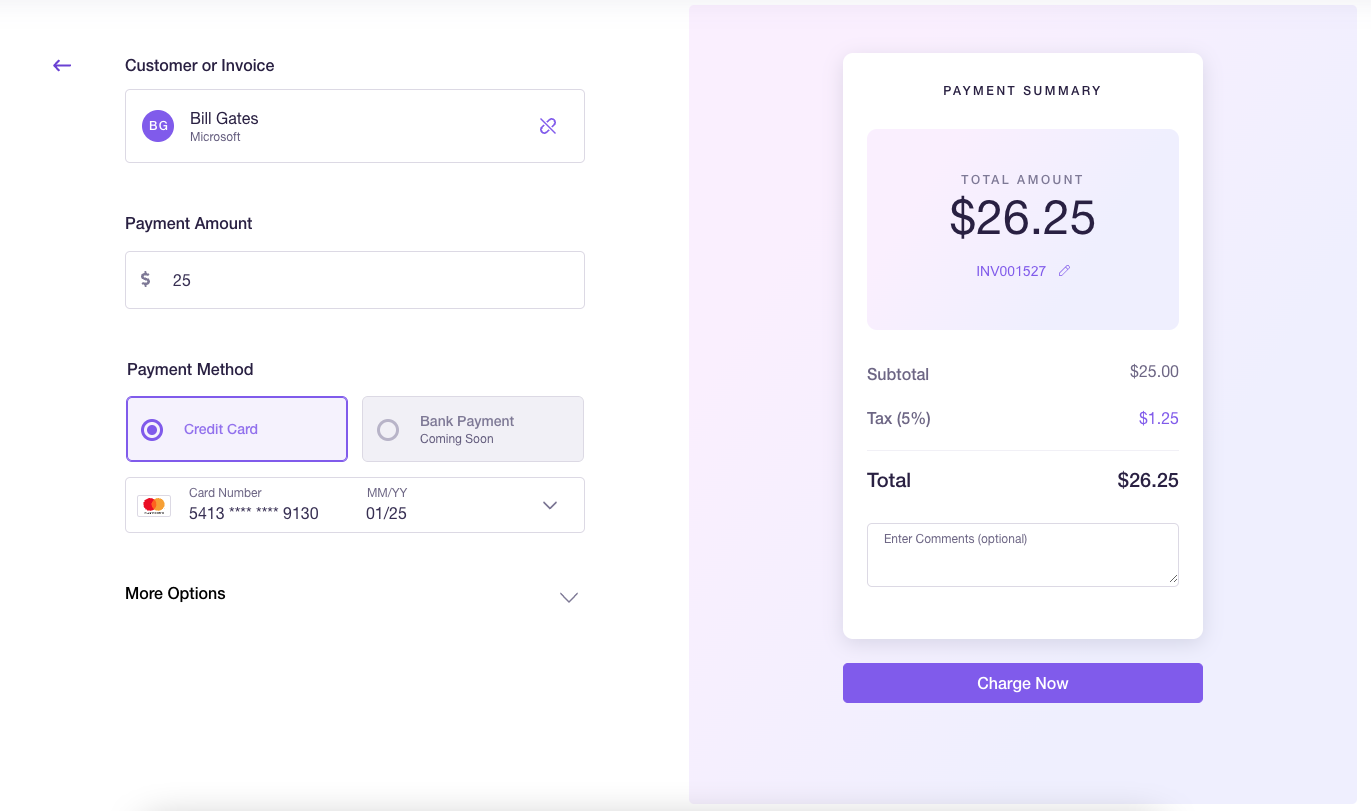 Customer or Invoice
BG
Bill Gates
Microsoft
Payment Amount
$ 25
Payment Method
Credit Card
Bank Payment
Coming Soon
Card Number MM/YY
5413 **** **** 9130 01/25
More Options
PAYMENT SUMMARY
TOTAL AMOUNT
$26.25
INV001527
Subtotal $25.00
Tax (5%) $1.25
Total $26.25
Enter Comments (optional)
Charge Now